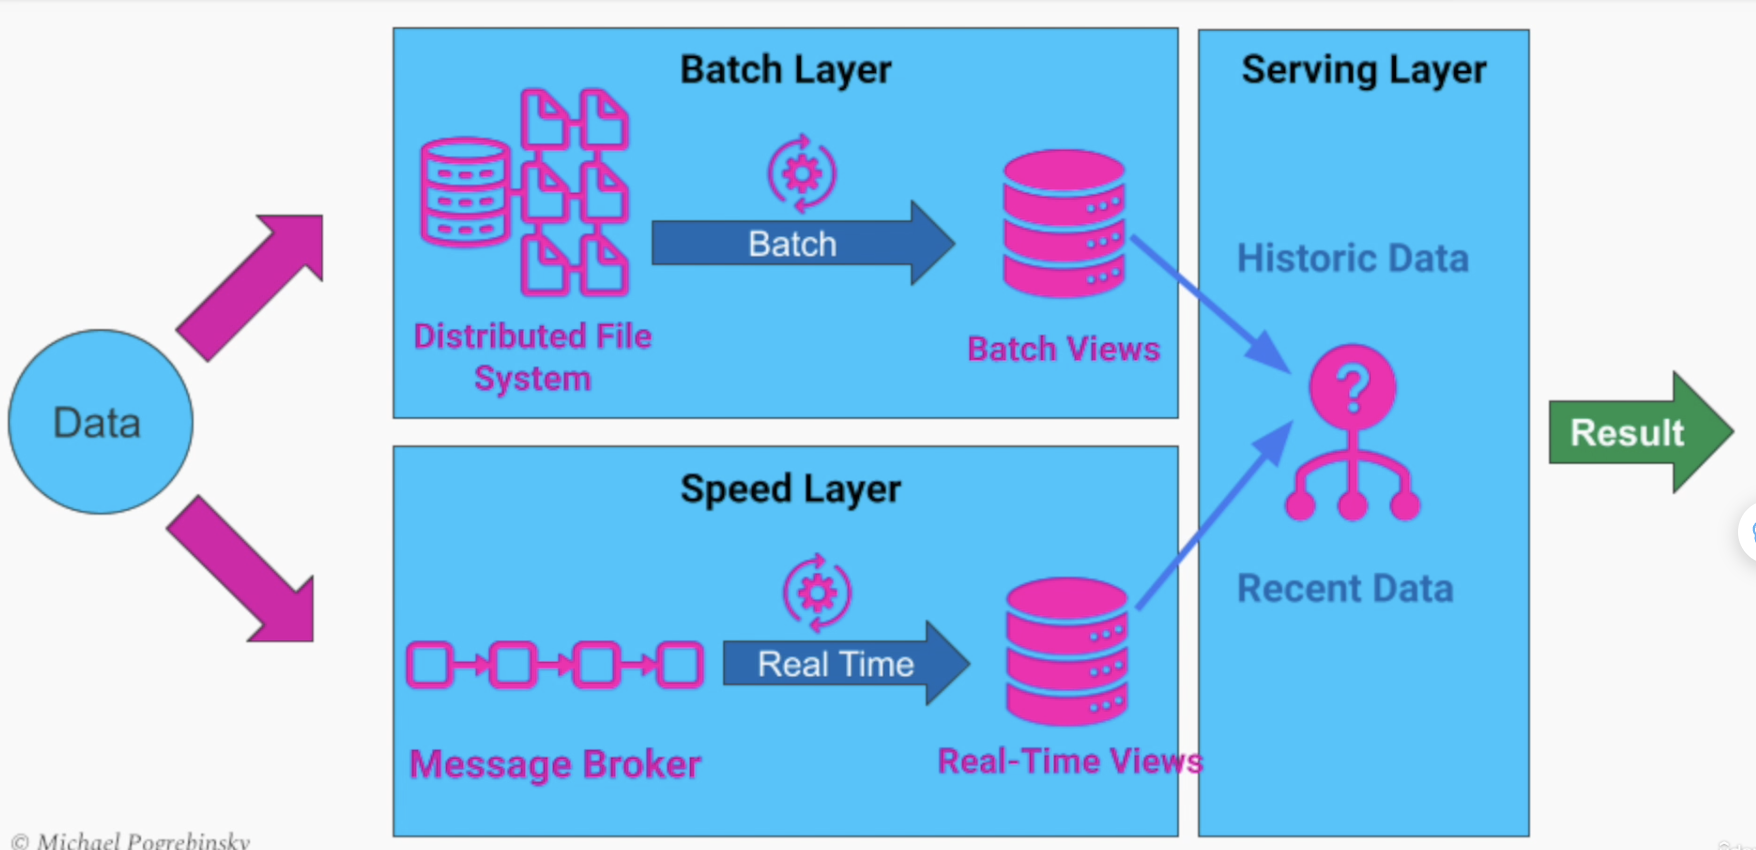 Batch Layer
Serving Layer
Batch
Historic Data
Distributed File
System
Batch Views
?
Data
Result
Speed Layer
Recent Data
Real Time
Message Broker
Real-Time Views
© Michael Pogrebinsky